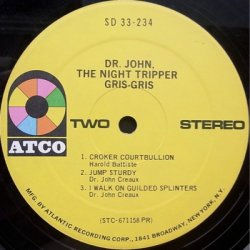 SD 33-234
DR. JOHN,
THE NIGHT TRIPPER
GRIS-GRIS
ATCO
TWO
STEREO
1. CROKER COURTBULLION
Harold Battiste
2. JUMP STURDY
Dr. John Creaux
3. I WALK ON GUILDED SPLINTERS
Dr. John Creaux
(STC-671158 PR)
MFG. BY ATLANTIC RECORDING CORP., 1841 BROADWAY, NEW YORK, N.Y.